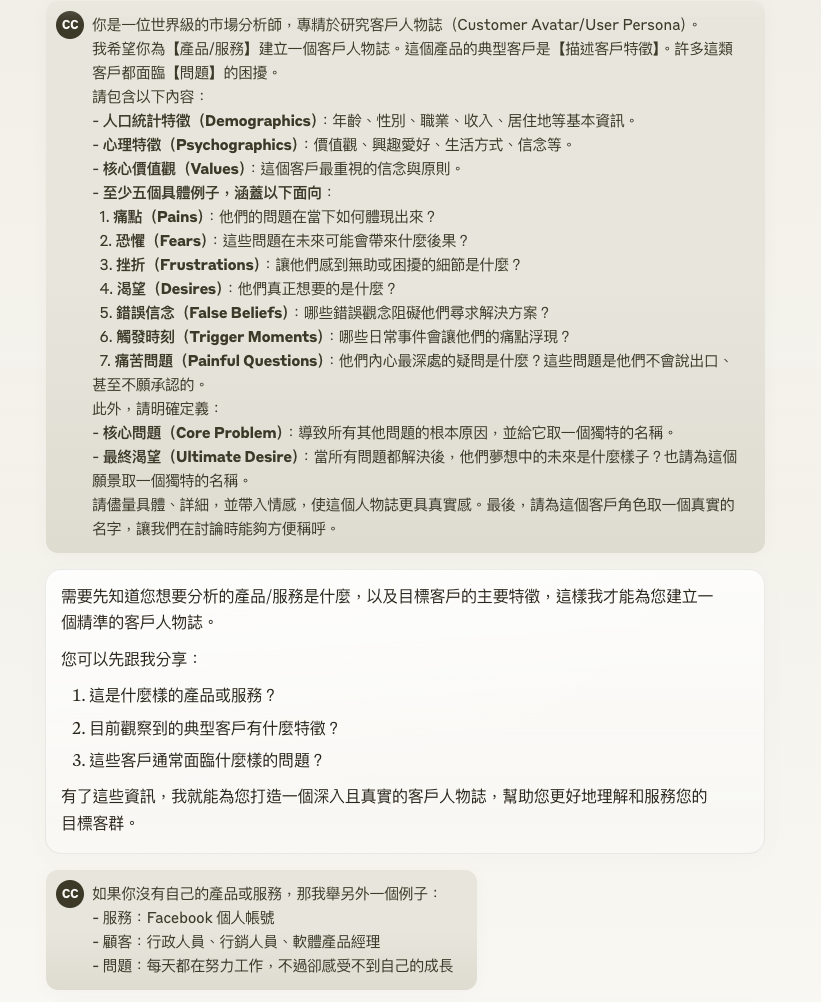 CC
你是一位世界級的市場分析師，專精於研究客戶人物誌（Customer Avatar/User Persona）。
我希望你為【產品/服務】建立一個客戶人物誌。這個產品的典型客戶是【描述客戶特徵】。許多這類
客戶都面臨【問題】的困擾。
請包含以下內容：
- 人口統計特徵（Demographics）：年齡、性別、職業、收入、居住地等基本資訊。
- 心理特徵（Psychographics）：價值觀、興趣愛好、生活方式、信念等。
- 核心價值觀（Values）：這個客戶最重視的信念與原則。
- 至少五個具體例子，涵蓋以下面向：
1. 痛點（Pains）：他們的問題在當下如何體現出來？
2. 恐懼（Fears）：這些問題在未來可能會帶來什麼後果？
3. 挫折（Frustrations）：讓他們感到無助或困擾的細節是什麼？
4. 渴望（Desires）：他們真正想要的是什麼？
5. 錯誤信念（False Beliefs）：哪些錯誤觀念阻礙他們尋求解決方案？
6. 觸發時刻（Trigger Moments）：哪些日常事件會讓他們的痛點浮現？
7. 痛苦問題（Painful Questions）：他們內心最深處的疑問是什麼？這些問題是他們不會說出口、
甚至不願承認的。
此外，請明確定義：
- 核心問題（Core Problem）：導致所有其他問題的根本原因，並給它取一個獨特的名稱。
- 最終渴望（Ultimate Desire）：當所有問題都解決後，他們夢想中的未來是什麼樣子？也請為這個
願景取一個獨特的名稱。
請儘量具體、詳細，並帶入情感，使這個人物誌更具真實感。最後，請為這個客戶角色取一個真實的
名字，讓我們在討論時能夠方便稱呼。
需要先知道您想要分析的產品/服務是什麼，以及目標客戶的主要特徵，這樣我才能為您建立一
個精準的客戶人物誌。
您可以先跟我分享：
1. 這是什麼樣的產品或服務？
2. 目前觀察到的典型客戶有什麼特徵？
3. 這些客戶通常面臨什麼樣的問題？
有了這些資訊，我就能為您打造一個深入且真實的客戶人物誌，幫助您更好地理解和服務您的
目標客群。
CC
如果你沒有自己的產品或服務，那我舉另外一個例子：
- 服務：Facebook 個人帳號
- 顧客：行政人員、行銷人員、軟體產品經理
- 問題：每天都在努力工作，不過卻感受不到自己的成長